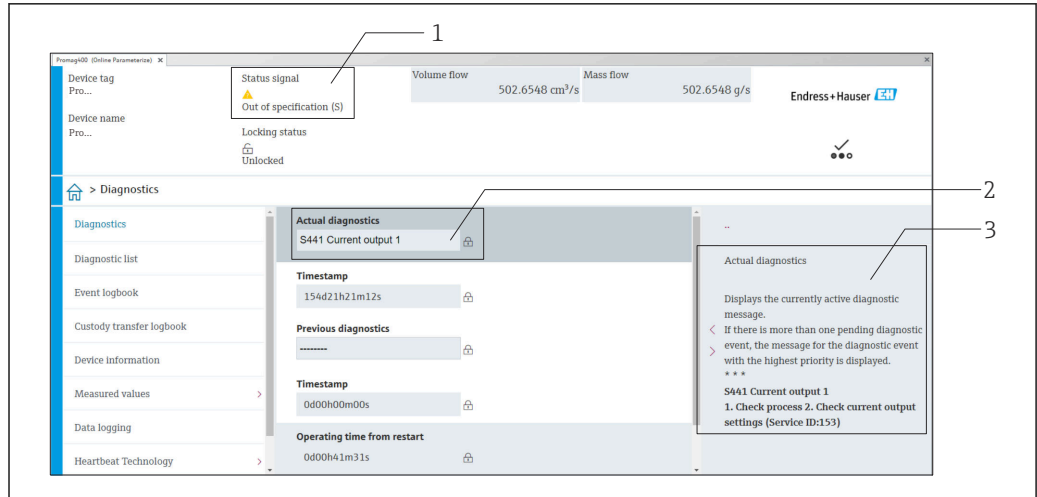 1
Promag400 (Online Parameterize)
Device tag
Pro...
Status signal
Out of specification (S)
Volume flow
502.6548 cm³/s
Mass flow
502.6548 g/s
Endress+Hauser EH
Device name
Pro...
Locking status
Unlocked
> Diagnostics
2
3
Diagnostics
Diagnostic list
Event logbook
Custody transfer logbook
Device information
Measured values >
Data logging
Heartbeat Technology >
Actual diagnostics
S441 Current output 1
Timestamp
154d21h21m12s
Previous diagnostics
--------
Timestamp
0d00h00m00s
Operating time from restart
0d00h41m31s
..
Actual diagnostics
Displays the currently active diagnostic
message.
If there is more than one pending diagnostic
event, the message for the diagnostic event
with the highest priority is displayed.
* * *
S441 Current output 1
1. Check process 2. Check current output
settings (Service ID:153)